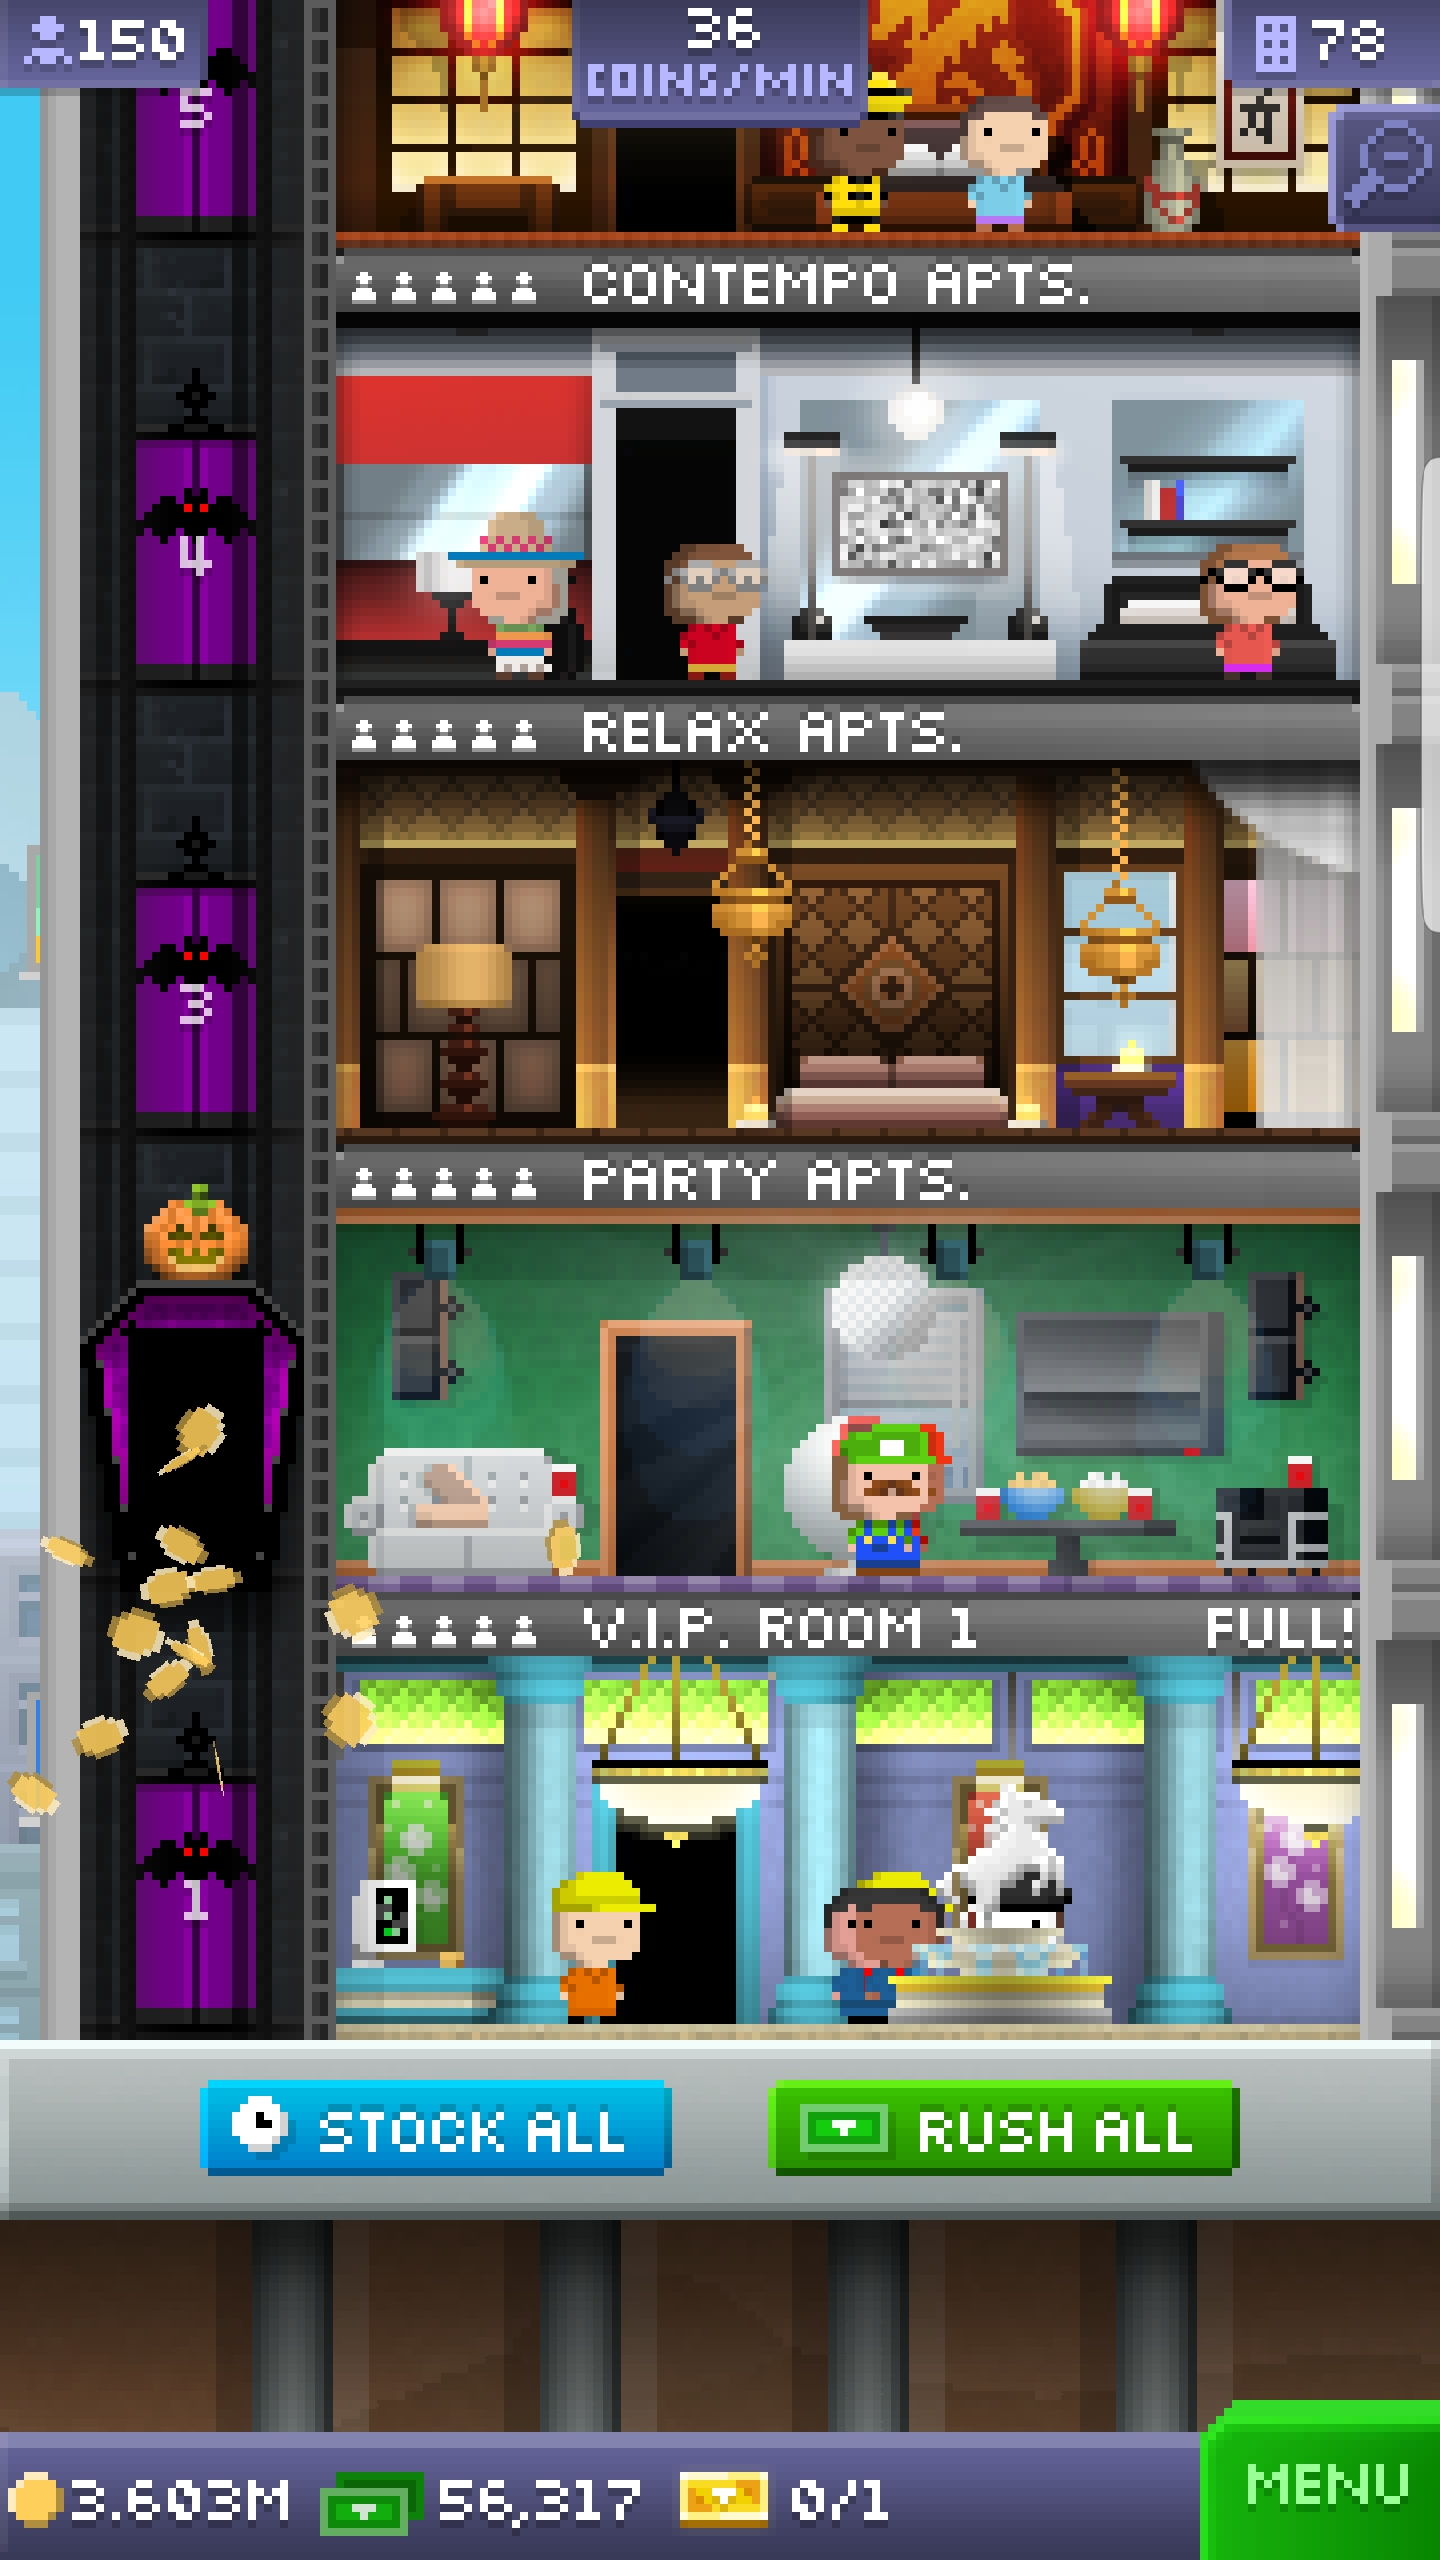 150
36
COINS/MIN
78
5
CONTEMPO APTS.
4
RELAX APTS.
3
PARTY APTS.
V.I.P. ROOM 1 FULL!
1
STOCK ALL
RUSH ALL
3.603M 56,317 0/1
MENU